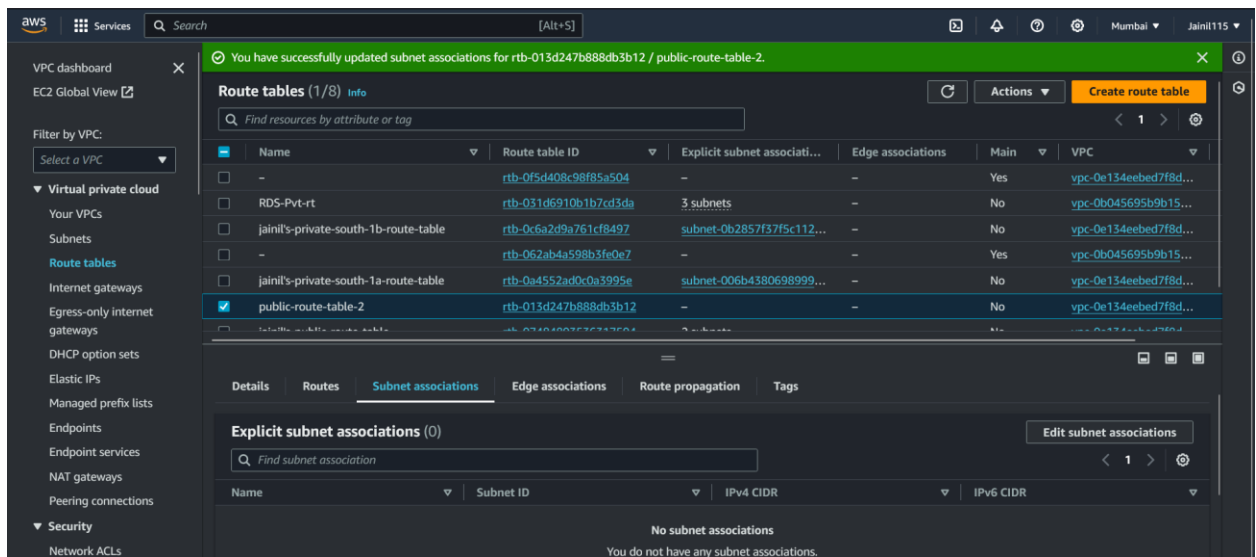 aws Services Search [Alt+S] Mumbai ▼ Jainil115 ▼
You have successfully updated subnet associations for rtb-013d247b888db3b12 / public-route-table-2.
VPC dashboard
EC2 Global View
Filter by VPC:
Select a VPC
Virtual private cloud
Your VPCs
Subnets
Route tables
Internet gateways
Egress-only internet
gateways
DHCP option sets
Elastic IPs
Managed prefix lists
Endpoints
Endpoint services
NAT gateways
Peering connections
Security
Network ACLs
Route tables (1/8) Info Actions ▼ Create route table
Find resources by attribute or tag 1
Name Route table ID Explicit subnet associati... Edge associations Main VPC
– rtb-0f5d408c98f85a504 – – Yes vpc-0e134eebed7f8d...
RDS-Pvt-rt rtb-031d6910b1b7cd3da 3 subnets – No vpc-0b045695b9b15...
jainil's-private-south-1b-route-table rtb-0c6a2d9a761cf8497 subnet-0b2857f37f5c112... – No vpc-0e134eebed7f8d...
– rtb-062ab4a598b3fe0e7 – – Yes vpc-0b045695b9b15...
jainil's-private-south-1a-route-table rtb-0a4552ad0c0a3995e subnet-006b4380698999... – No vpc-0e134eebed7f8d...
public-route-table-2 rtb-013d247b888db3b12 – – No vpc-0e134eebed7f8d...
jainil's-public-route-table 2 subnets – No vpc-0e134eebed7f8d...
Details Routes Subnet associations Edge associations Route propagation Tags
Explicit subnet associations (0) Edit subnet associations
Find subnet association 1
Name Subnet ID IPv4 CIDR IPv6 CIDR
No subnet associations
You do not have any subnet associations.